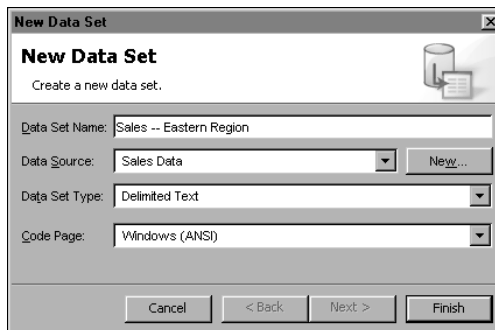 New Data Set
New Data Set
Create a new data set.
Data Set Name: Sales -- Eastern Region
Data Source: Sales Data New...
Data Set Type: Delimited Text
Code Page: Windows (ANSI)
Cancel < Back Next > Finish